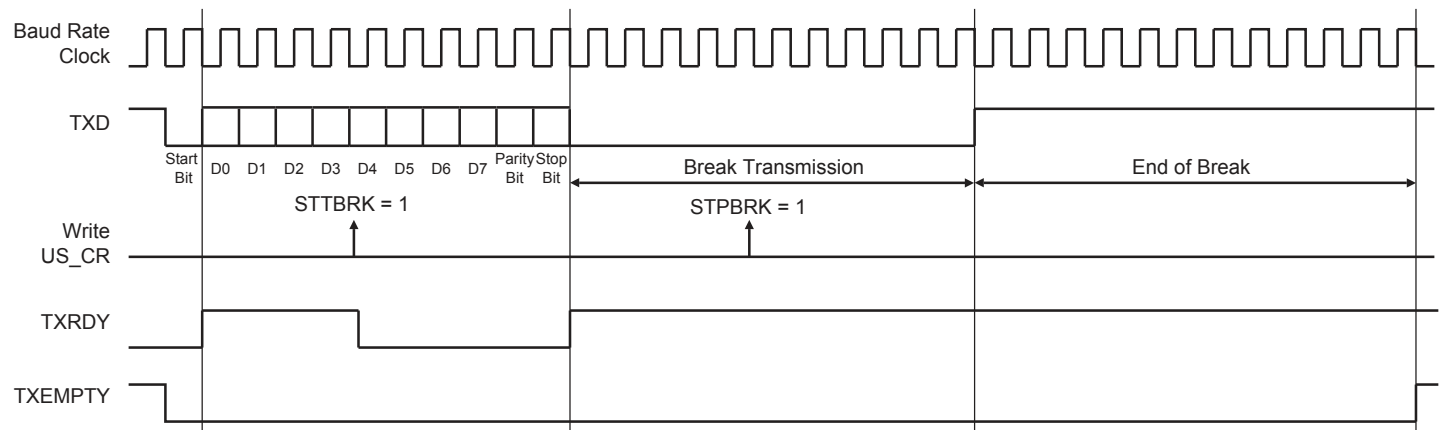 Baud Rate
Clock
TXD
Start
Bit
D0 D1 D2 D3 D4 D5 D6 D7
Parity
Bit
Stop
Bit
Break Transmission
End of Break
STTBRK = 1
STPBRK = 1
Write
US_CR
TXRDY
TXEMPTY